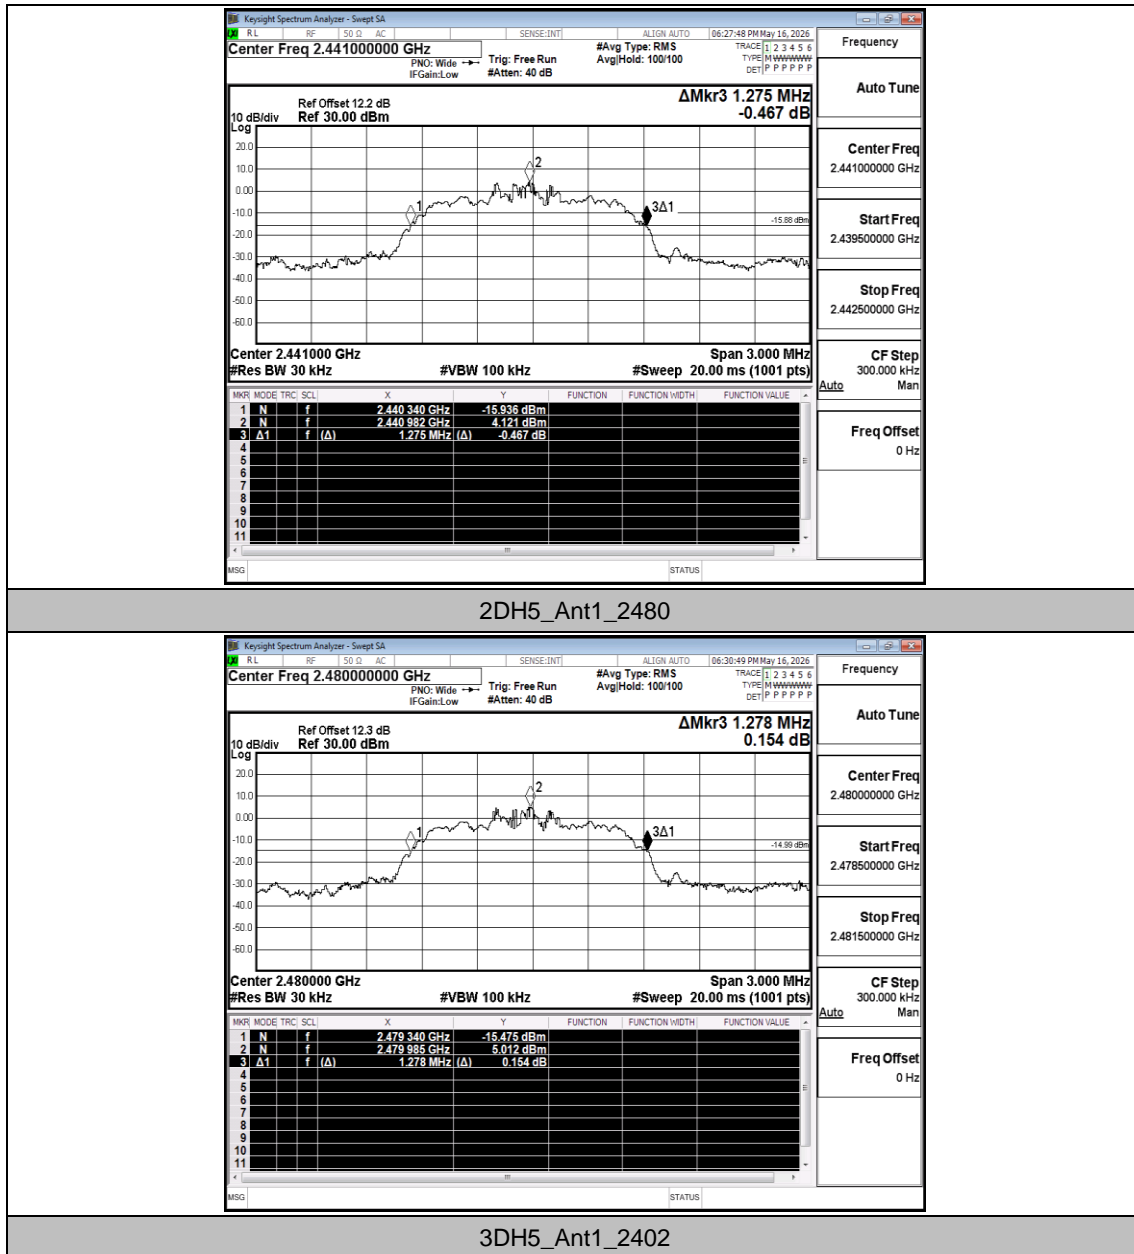 Keysight Spectrum Analyzer - Swept SA
RL RF 50 Ω AC SENSE:INT ALIGN AUTO 06:27:48 PM May 16, 2026
Center Freq 2.441000000 GHz
#Avg Type: RMS
TRACE 1 2 3 4 5 6
PNO: Wide
Trig: Free Run
Avg|Hold: 100/100
TYPE M WWWWW
IFGain:Low
#Atten: 40 dB
DET P P P P P P
Frequency
Auto Tune
ΔMkr3 1.275 MHz
-0.467 dB
Ref Offset 12.2 dB
10 dB/div Ref 30.00 dBm
Log
20.0
10.0
0.00
-10.0
-20.0
-30.0
-40.0
-50.0
-60.0
1
2
3Δ1
-15.88 dBm
Center Freq
2.441000000 GHz
Start Freq
2.439500000 GHz
Stop Freq
2.442500000 GHz
CF Step
300.000 kHz
Auto Man
Freq Offset
0 Hz
Center 2.441000 GHz Span 3.000 MHz
#Res BW 30 kHz #VBW 100 kHz #Sweep 20.00 ms (1001 pts)
MKR MODE TRC SCL X Y FUNCTION FUNCTION WIDTH FUNCTION VALUE
1 N f 2.440 340 GHz -15.936 dBm
2 N f 2.440 982 GHz 4.121 dBm
3 Δ1 f (Δ) 1.275 MHz (Δ) -0.467 dB
4
5
6
7
8
9
10
11
MSG STATUS
2DH5_Ant1_2480
Keysight Spectrum Analyzer - Swept SA
RL RF 50 Ω AC SENSE:INT ALIGN AUTO 06:30:49 PM May 16, 2026
Center Freq 2.480000000 GHz
#Avg Type: RMS
TRACE 1 2 3 4 5 6
PNO: Wide
Trig: Free Run
Avg|Hold: 100/100
TYPE M WWWWW
IFGain:Low
#Atten: 40 dB
DET P P P P P P
Frequency
Auto Tune
ΔMkr3 1.278 MHz
0.154 dB
Ref Offset 12.3 dB
10 dB/div Ref 30.00 dBm
Log
20.0
10.0
0.00
-10.0
-20.0
-30.0
-40.0
-50.0
-60.0
1
2
3Δ1
-14.99 dBm
Center Freq
2.480000000 GHz
Start Freq
2.478500000 GHz
Stop Freq
2.481500000 GHz
CF Step
300.000 kHz
Auto Man
Freq Offset
0 Hz
Center 2.480000 GHz Span 3.000 MHz
#Res BW 30 kHz #VBW 100 kHz #Sweep 20.00 ms (1001 pts)
MKR MODE TRC SCL X Y FUNCTION FUNCTION WIDTH FUNCTION VALUE
1 N f 2.479 340 GHz -15.475 dBm
2 N f 2.479 985 GHz 5.012 dBm
3 Δ1 f (Δ) 1.278 MHz (Δ) 0.154 dB
4
5
6
7
8
9
10
11
MSG STATUS
3DH5_Ant1_2402